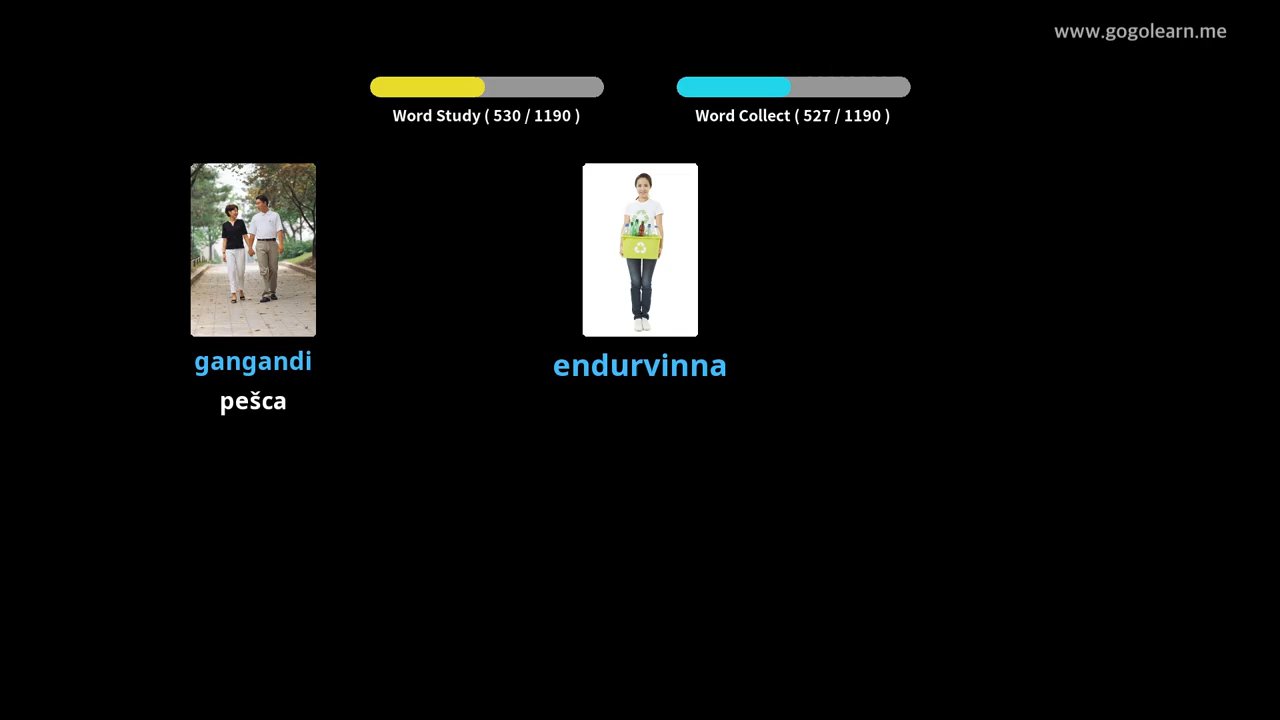 www.gogolearn.me
Word Study ( 530 / 1190 )
Word Collect ( 527 / 1190 )
gangandi
pešca
endurvinna